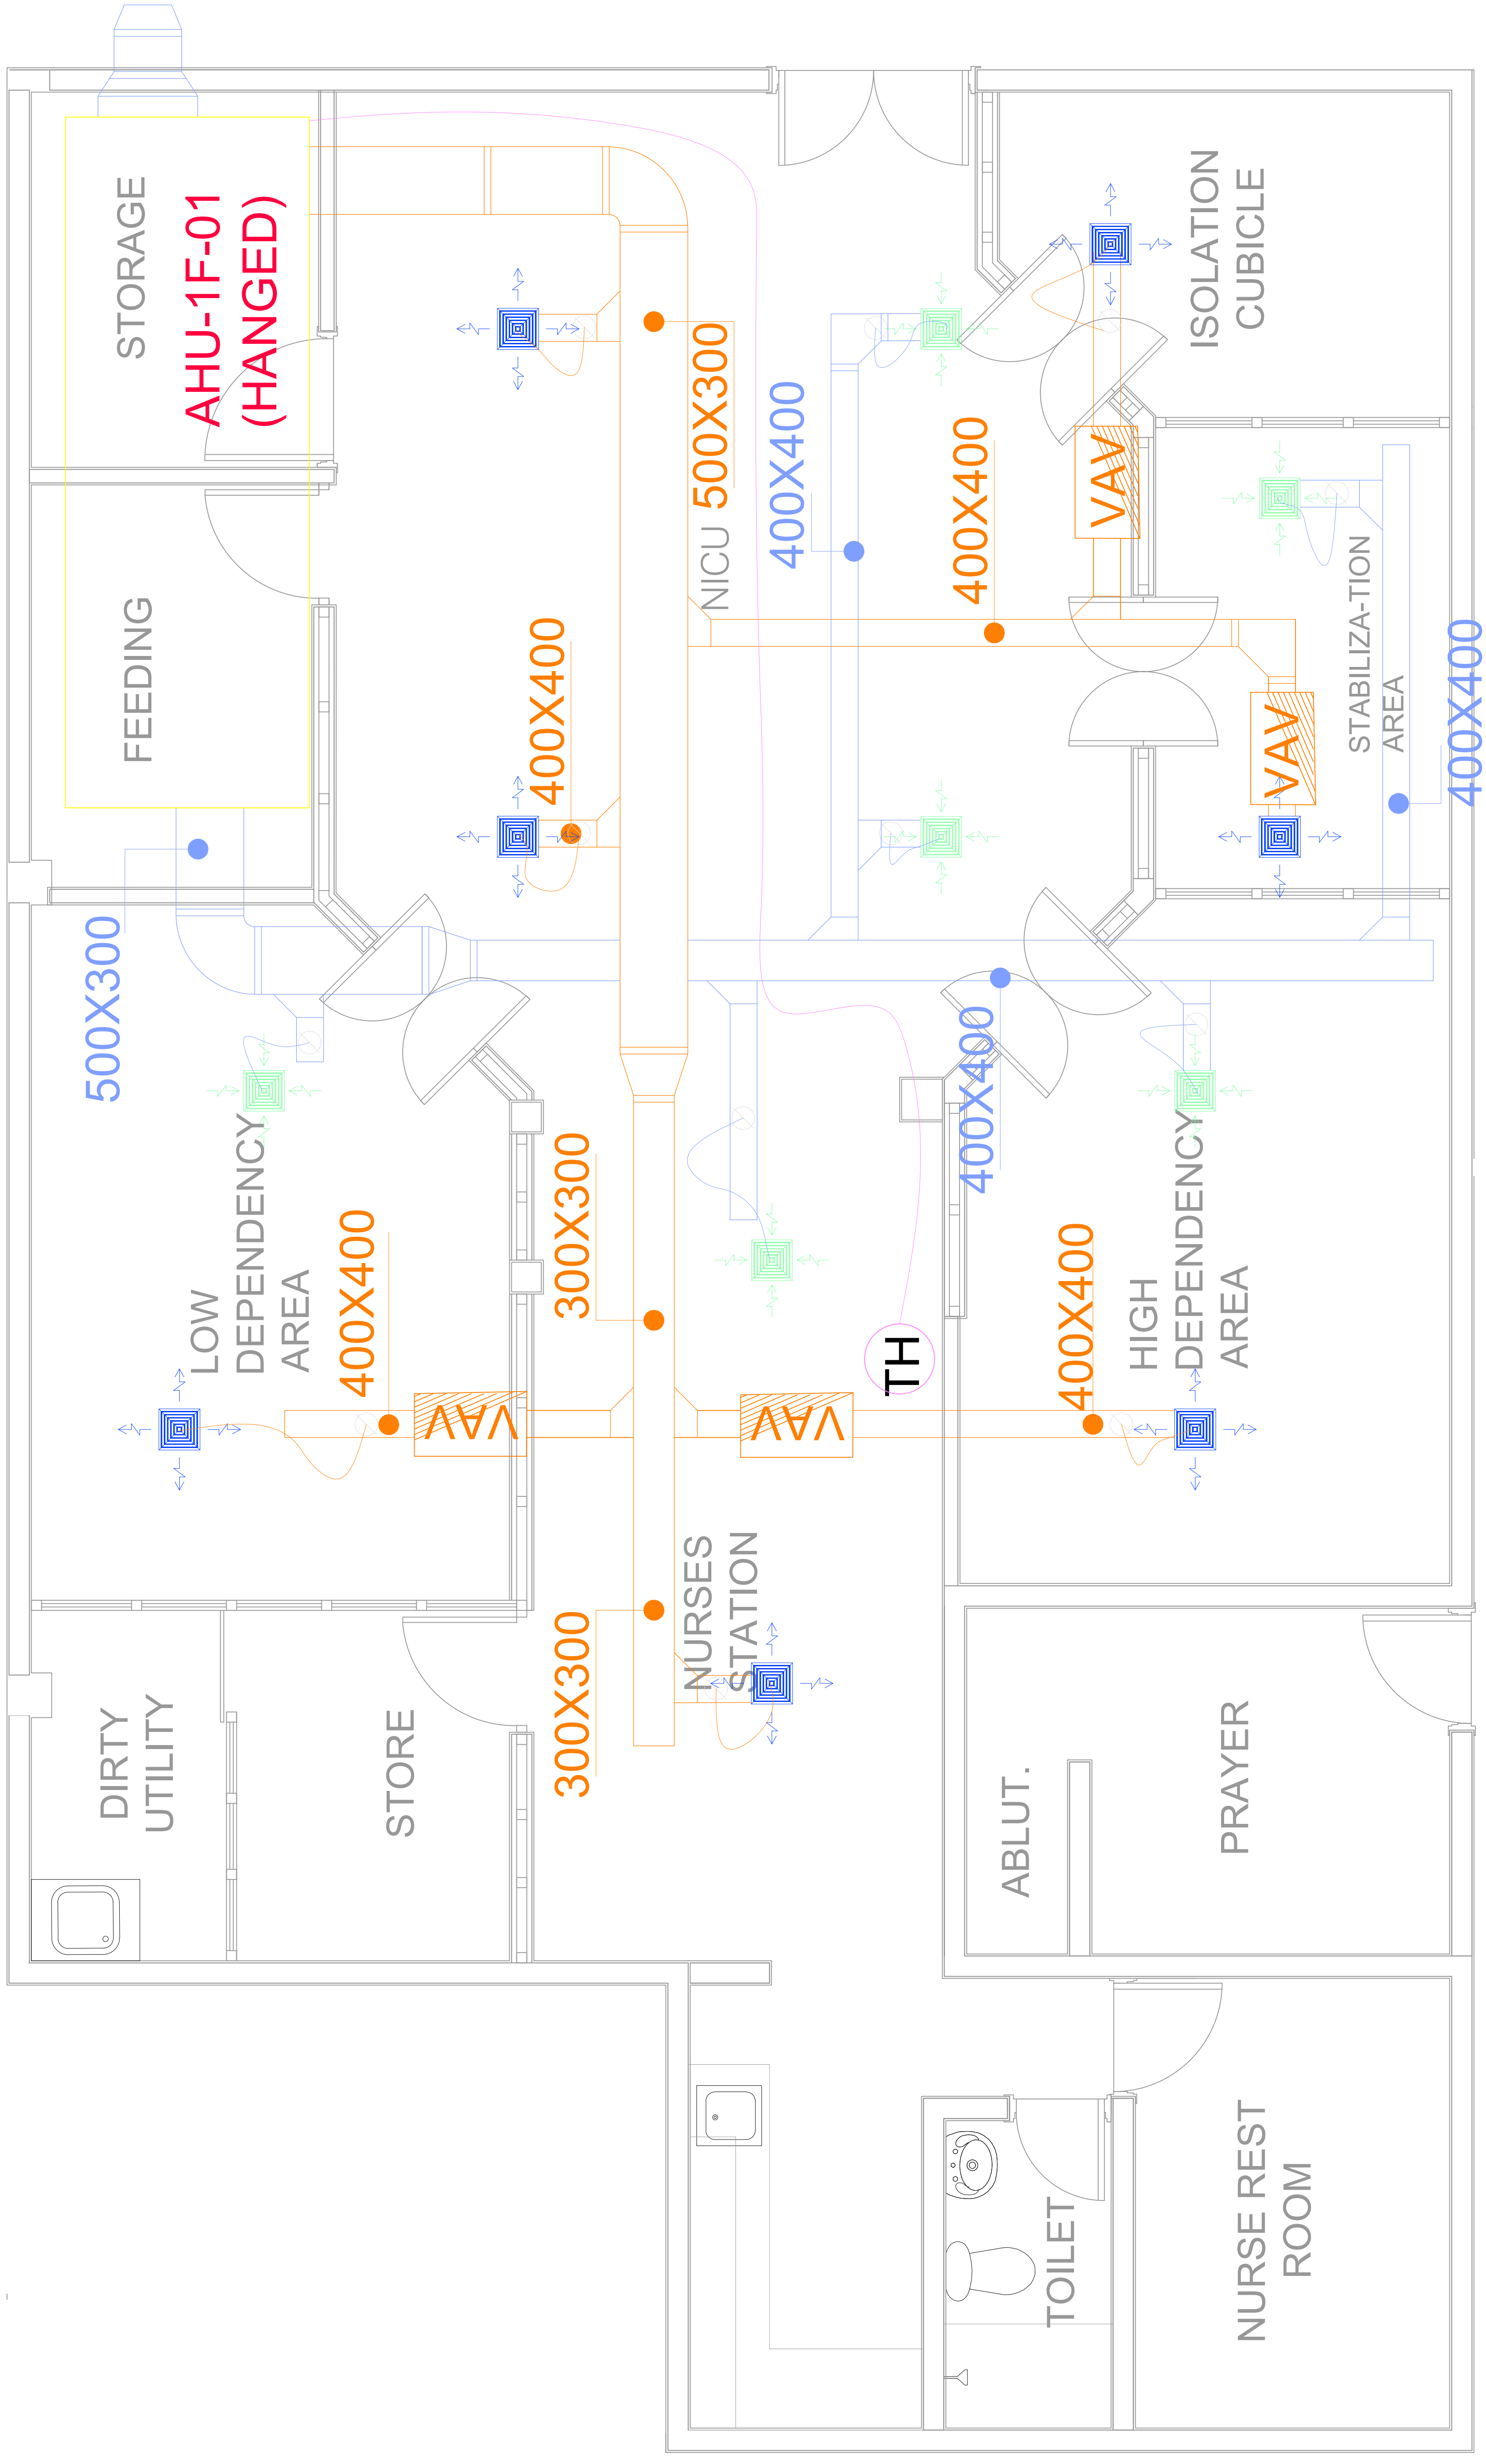 STORAGE
AHU-1F-01
(HANGED)
ISOLATION
CUBICLE
FEEDING
500X300
NICU
400X400
400X400
VAV
400X400
STABILIZA-TION
AREA
VAV
400X400
500X300
LOW
DEPENDENCY
AREA
400X400
VAV
300X300
VAV
TH
400X400
HIGH
DEPENDENCY
AREA
400X400
DIRTY
UTILITY
STORE
300X300
NURSES
STATION
ABLUT.
PRAYER
TOILET
NURSE REST
ROOM